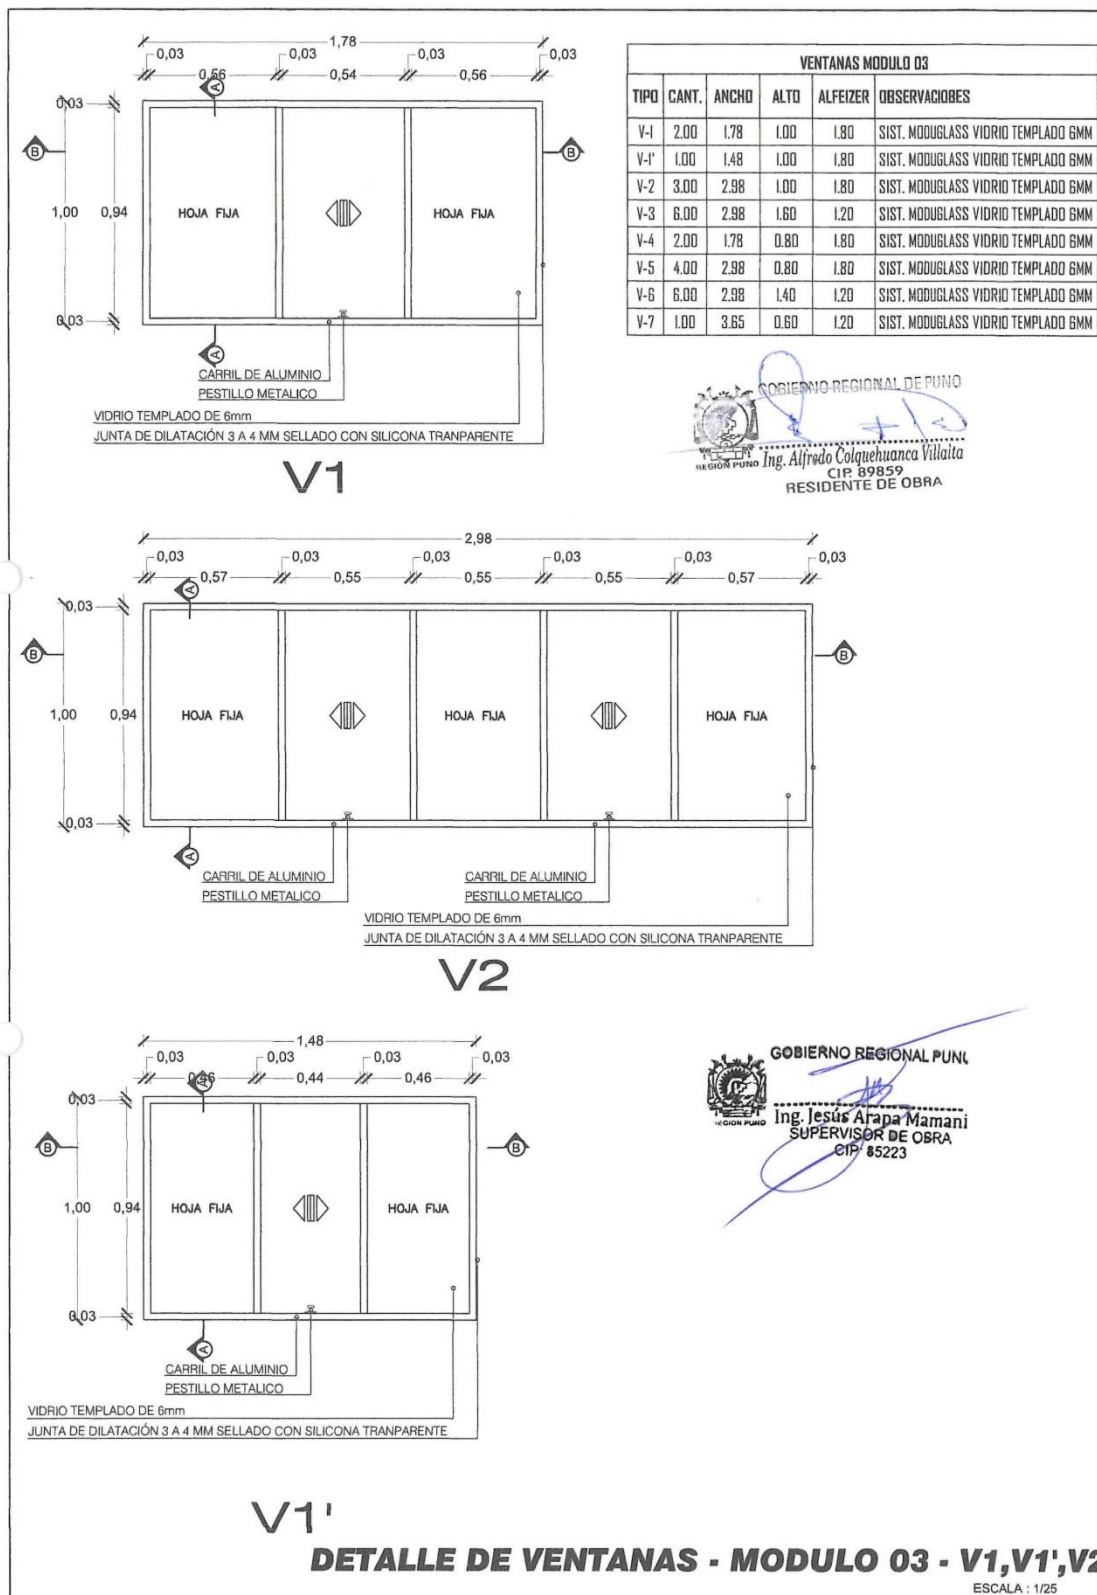 1,78
0,03 0,03 0,03 0,03
0,56 0,54 0,56
A
0,03
B B
1,00 0,94 HOJA FIJA HOJA FIJA
0,03
A
CARRIL DE ALUMINIO
PESTILLO METALICO
VIDRIO TEMPLADO DE 6mm
JUNTA DE DILATACIÓN 3 A 4 MM SELLADO CON SILICONA TRANPARENTE
V1
VENTANAS MODULO 03
TIPO CANT. ANCHO ALTO ALFEIZER OBSERVACIOBES
V-1 2.00 1.78 1.00 1.80 SIST. MODUGLASS VIDRIO TEMPLADO 6MM
V-1' 1.00 1.48 1.00 1.80 SIST. MODUGLASS VIDRIO TEMPLADO 6MM
V-2 3.00 2.98 1.00 1.80 SIST. MODUGLASS VIDRIO TEMPLADO 6MM
V-3 6.00 2.98 1.60 1.20 SIST. MODUGLASS VIDRIO TEMPLADO 6MM
V-4 2.00 1.78 0.80 1.80 SIST. MODUGLASS VIDRIO TEMPLADO 6MM
V-5 4.00 2.98 0.80 1.80 SIST. MODUGLASS VIDRIO TEMPLADO 6MM
V-6 6.00 2.98 1.40 1.20 SIST. MODUGLASS VIDRIO TEMPLADO 6MM
V-7 1.00 3.65 0.60 1.20 SIST. MODUGLASS VIDRIO TEMPLADO 6MM
GOBIERNO REGIONAL DE PUNO
REGIÓN PUNO Ing. Alfredo Colquehuanca Villalta
CIP. 89859
RESIDENTE DE OBRA
2,98
0,03 0,03 0,03 0,03 0,03
0,57 0,55 0,55 0,55 0,57
A
0,03
B B
1,00 0,94 HOJA FIJA HOJA FIJA HOJA FIJA
0,03
A
CARRIL DE ALUMINIO CARRIL DE ALUMINIO
PESTILLO METALICO PESTILLO METALICO
VIDRIO TEMPLADO DE 6mm
JUNTA DE DILATACIÓN 3 A 4 MM SELLADO CON SILICONA TRANPARENTE
V2
1,48
0,03 0,03 0,03 0,03
0,46 0,44 0,46
A
0,03
B B
1,00 0,94 HOJA FIJA HOJA FIJA
0,03
A
CARRIL DE ALUMINIO
PESTILLO METALICO
VIDRIO TEMPLADO DE 6mm
JUNTA DE DILATACIÓN 3 A 4 MM SELLADO CON SILICONA TRANPARENTE
V1'
GOBIERNO REGIONAL PUN
REGION PUNO Ing. Jesús Arapa Mamani
SUPERVISOR DE OBRA
CIP: 85223
DETALLE DE VENTANAS - MODULO 03 - V1,V1',V2
ESCALA : 1/25